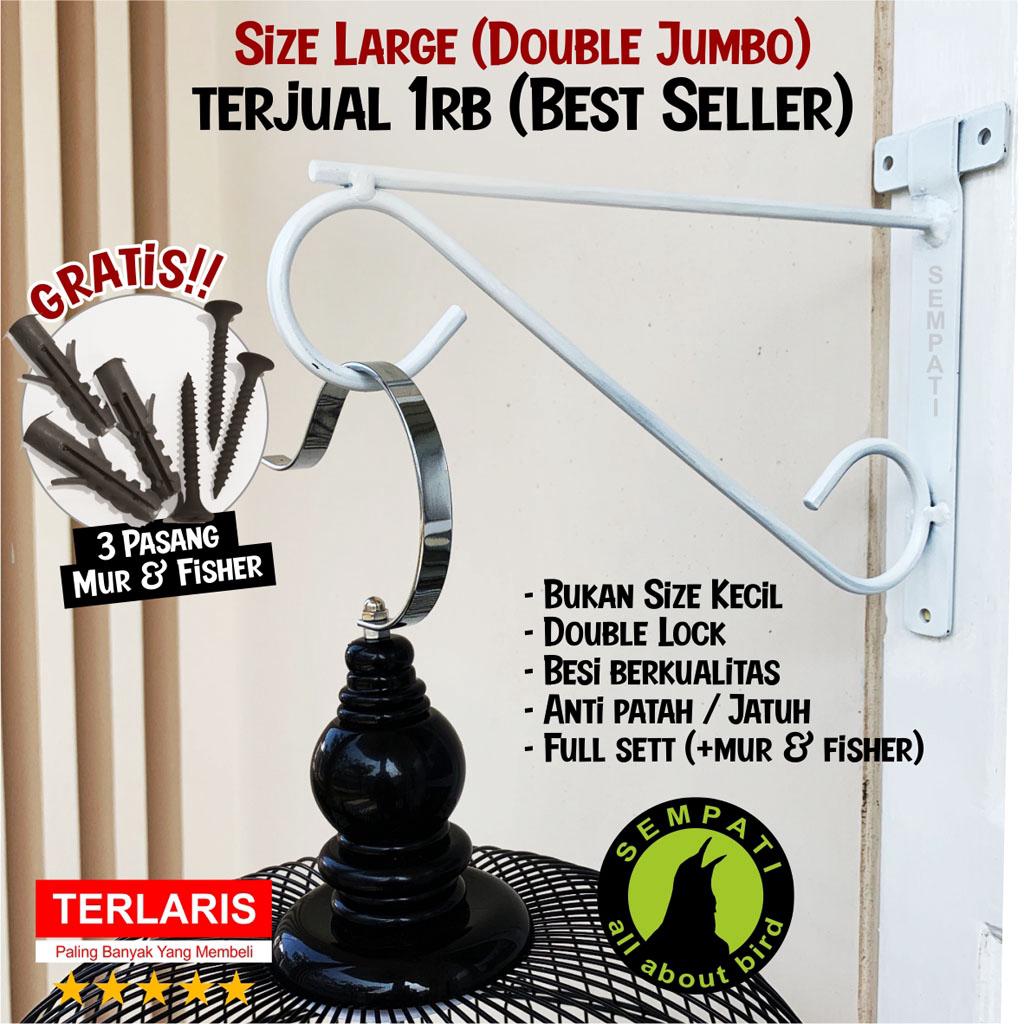 Size Large (Double Jumbo)
terjual 1rb (Best Seller)
GRATIS!!
3 Pasang
Mur & Fisher
SEMPATI
- Bukan Size Kecil
- Double Lock
- Besi berkualitas
- Anti patah / Jatuh
- Full sett (+mur & fisher)
SEMPATI
all about bird
TERLARIS
Paling Banyak Yang Membeli